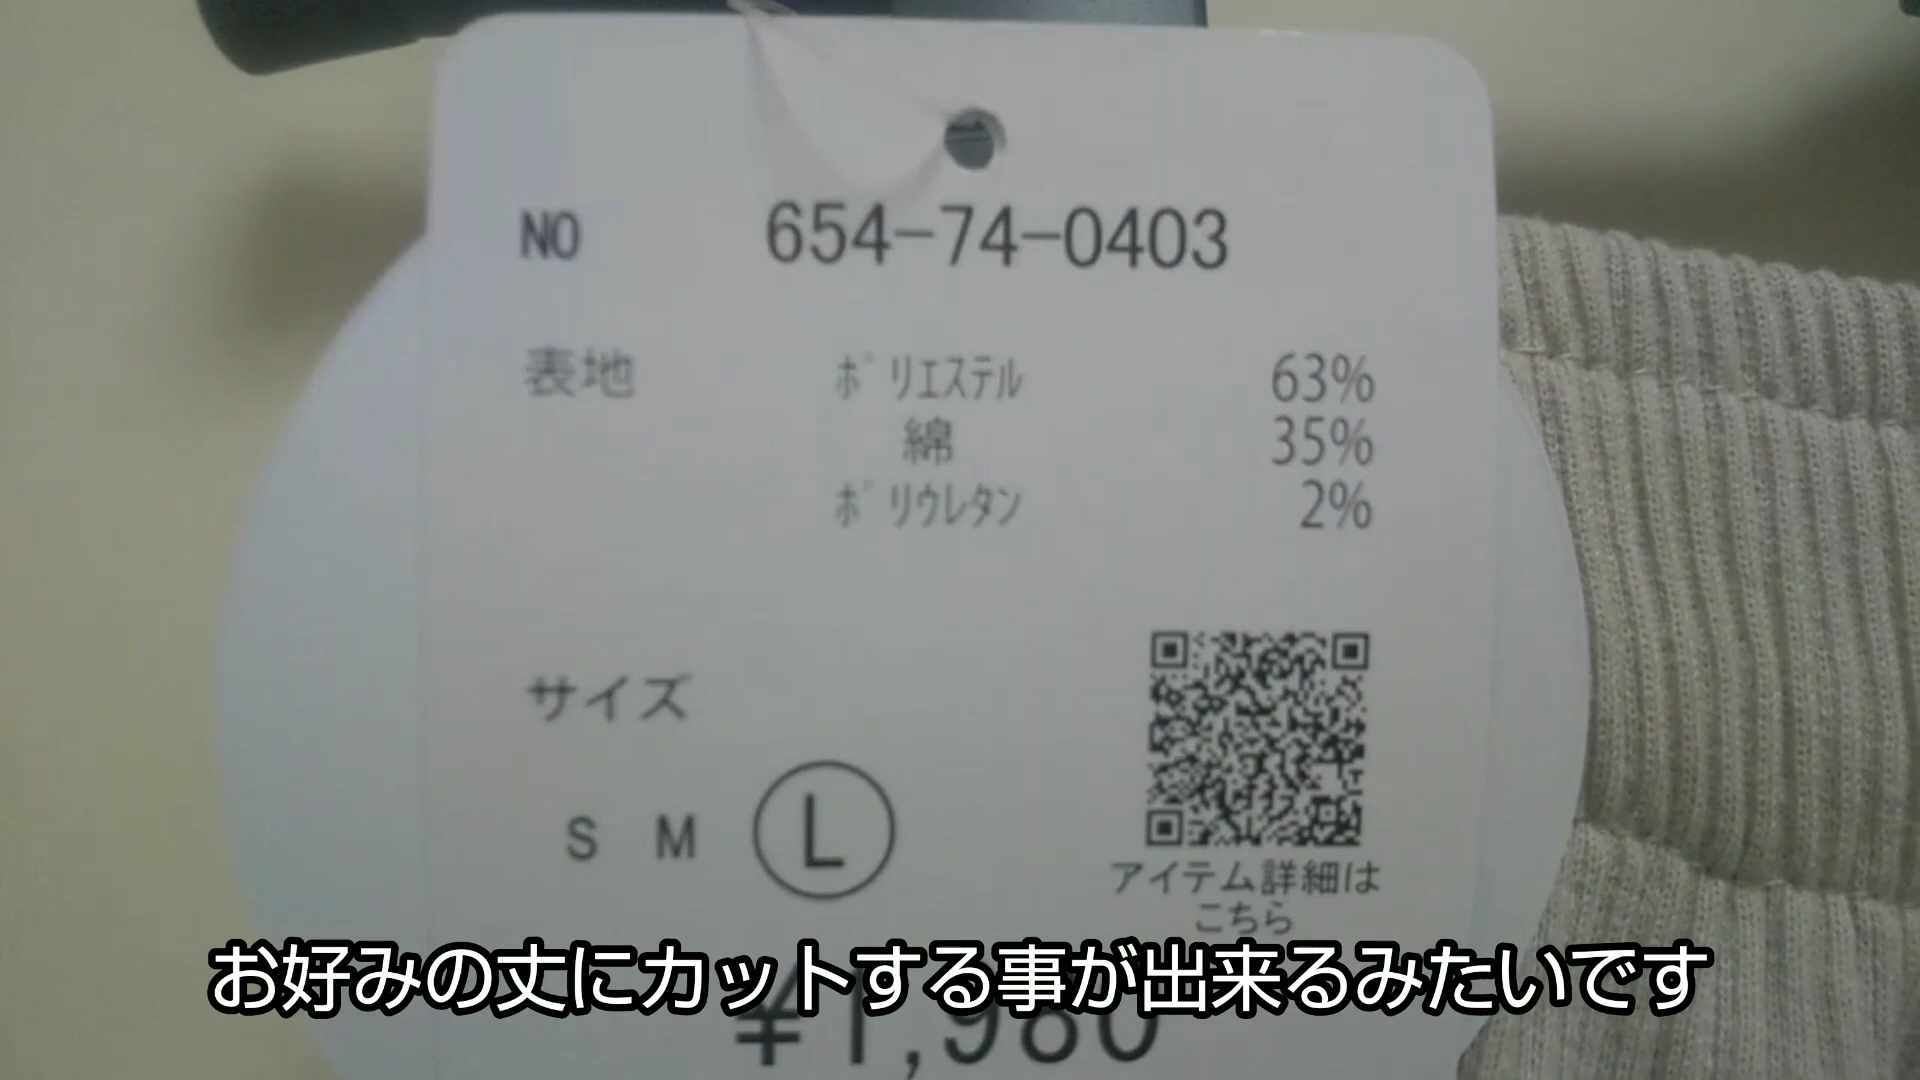 NO 654-74-0403
表地 ﾎﾟﾘｴｽﾃﾙ 63%
綿 35%
ﾎﾟﾘｳﾚﾀﾝ 2%
サイズ
S M L
アイテム詳細は
こちら
お好みの丈にカットする事が出来るみたいです
¥1,980